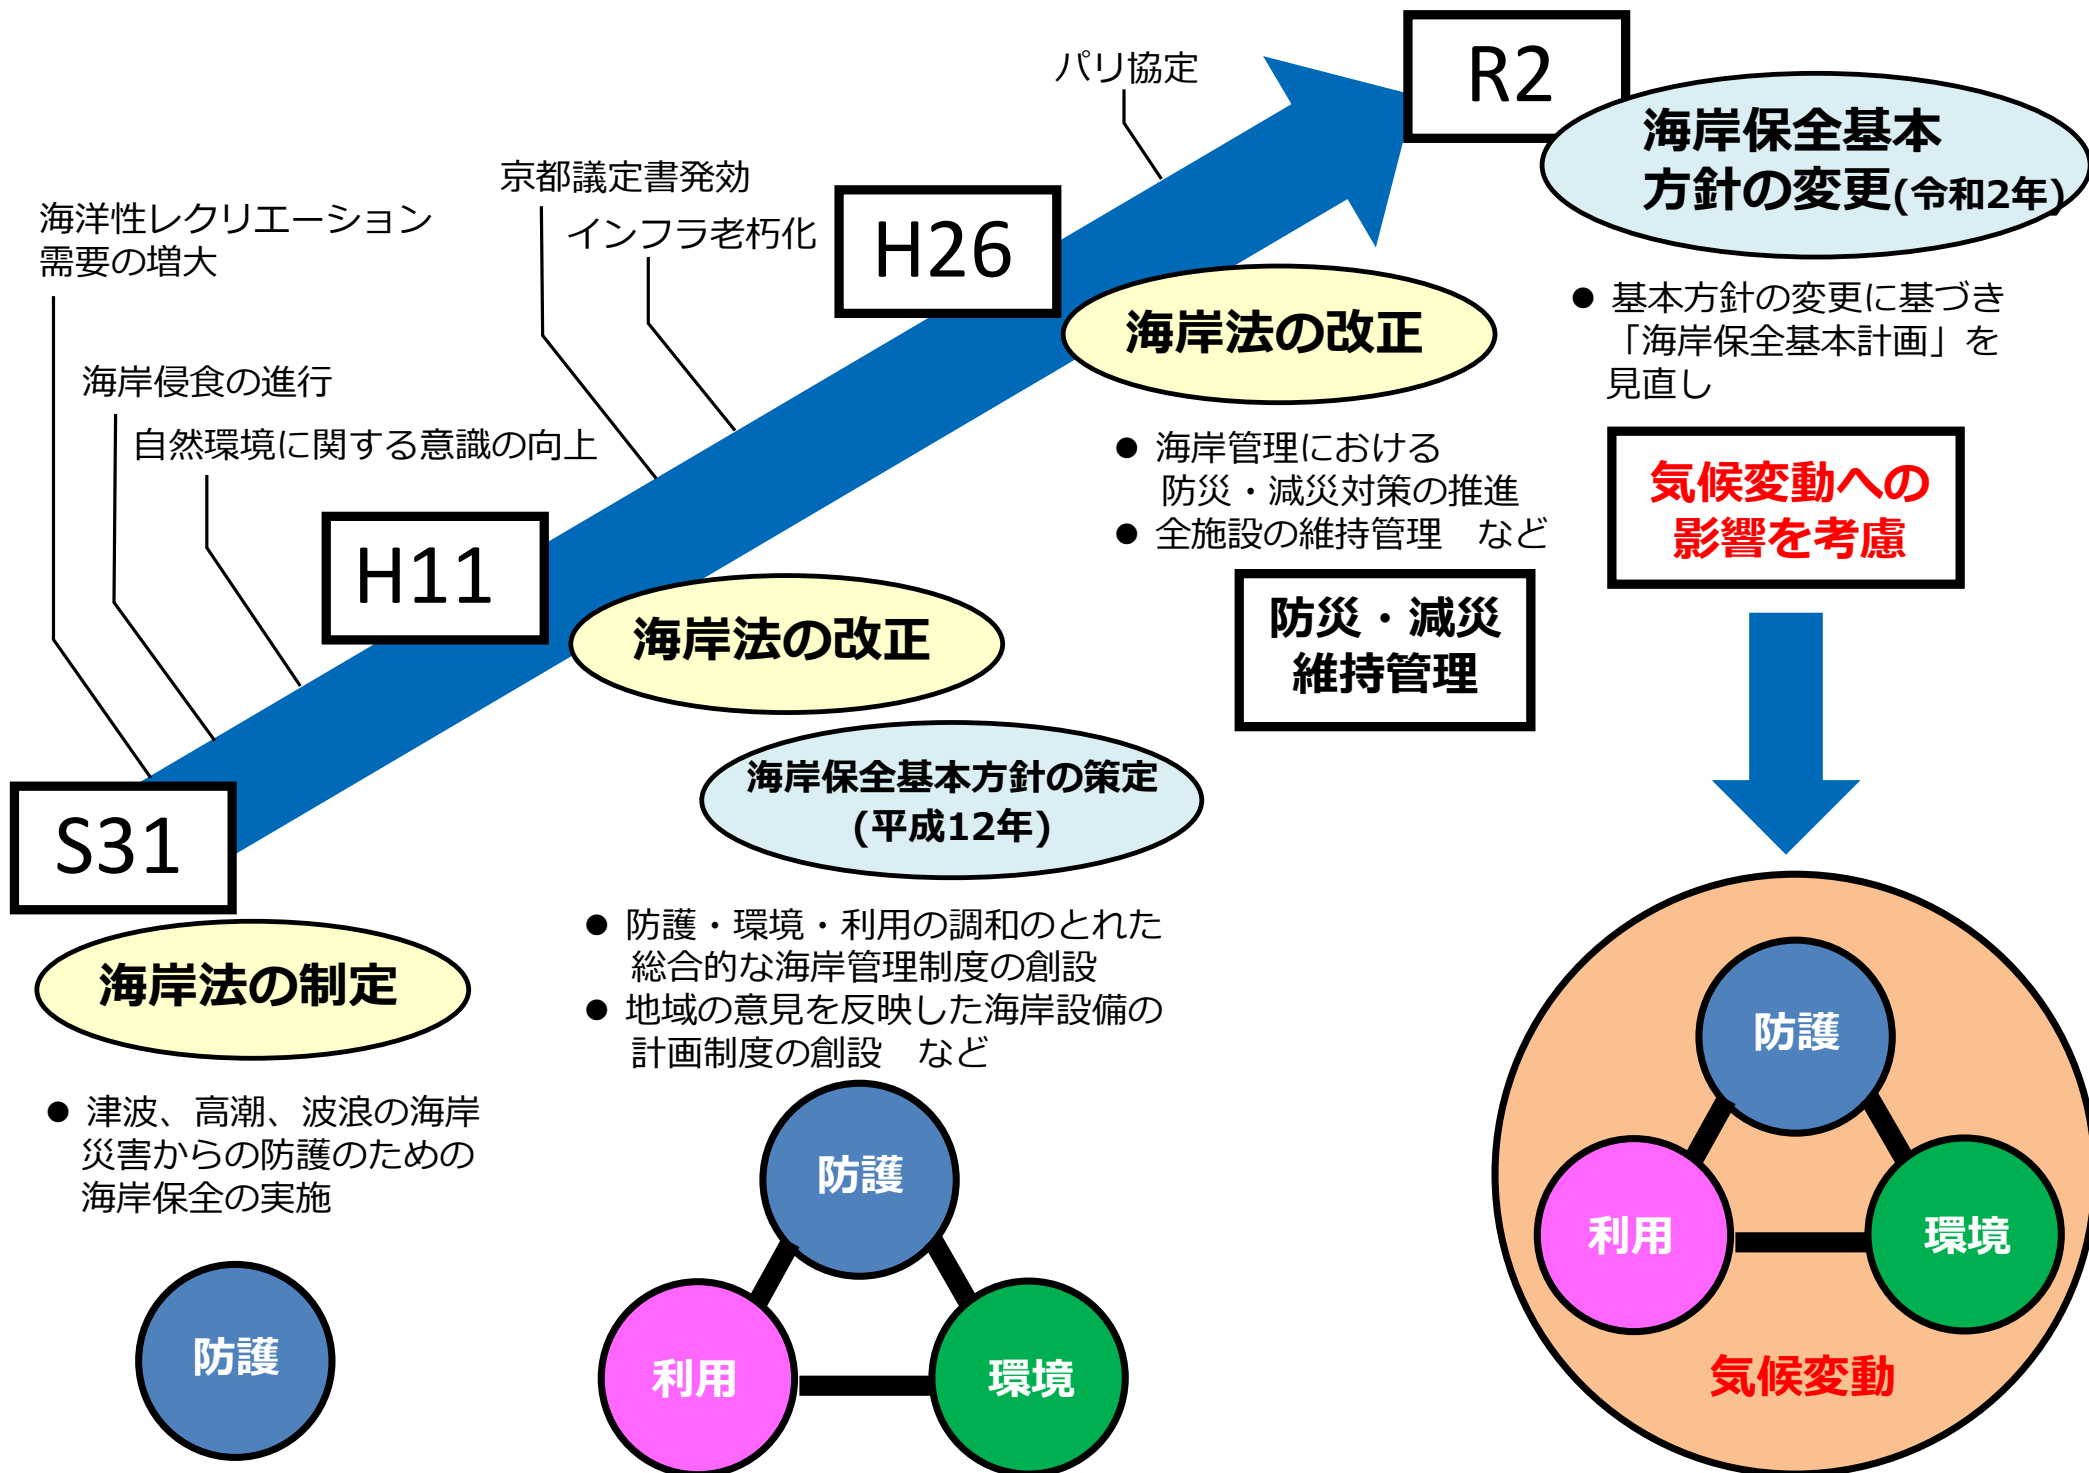 パリ協定
R2
海岸保全基本
方針の変更(令和2年)
京都議定書発効
インフラ老朽化
H26
海洋性レクリエーション
需要の増大
海岸侵食の進行
自然環境に関する意識の向上
海岸法の改正
● 基本方針の変更に基づき
「海岸保全基本計画」を
見直し
気候変動への
影響を考慮
● 海岸管理における
防災・減災対策の推進
● 全施設の維持管理　など
防災・減災
維持管理
H11
海岸法の改正
海岸保全基本方針の策定
(平成12年)
● 防護・環境・利用の調和のとれた
総合的な海岸管理制度の創設
● 地域の意見を反映した海岸設備の
計画制度の創設　など
S31
海岸法の制定
● 津波、高潮、波浪の海岸
災害からの防護のための
海岸保全の実施
防護
防護
利用
環境
防護
利用
環境
気候変動